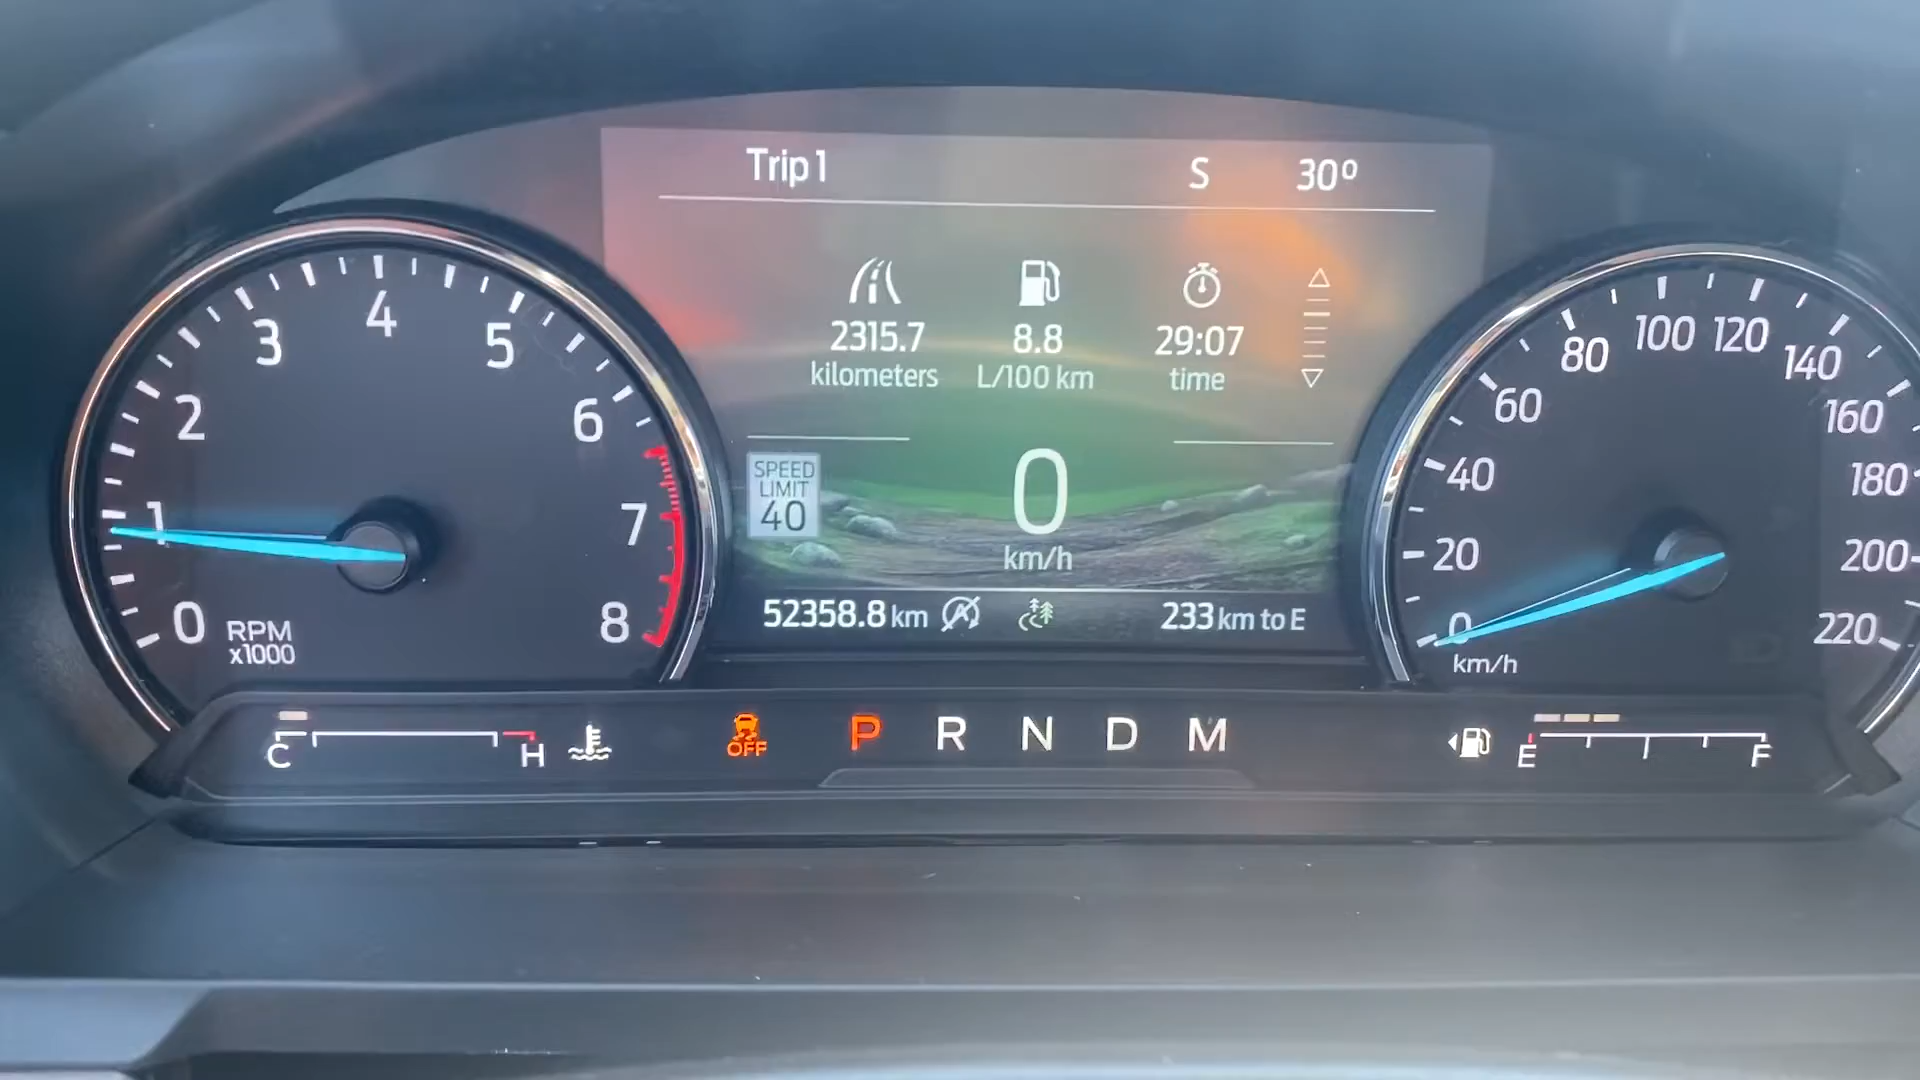 Trip 1 S 30º
2315.7 8.8 29:07
kilometers L/100 km time
SPEED
LIMIT
40
0
km/h
52358.8 km 233 km to E
0 1 2 3 4 5 6 7 8
RPM
x1000
0 20 40 60 80 100 120 140 160 180 200 220
km/h
C H OFF P R N D M E F